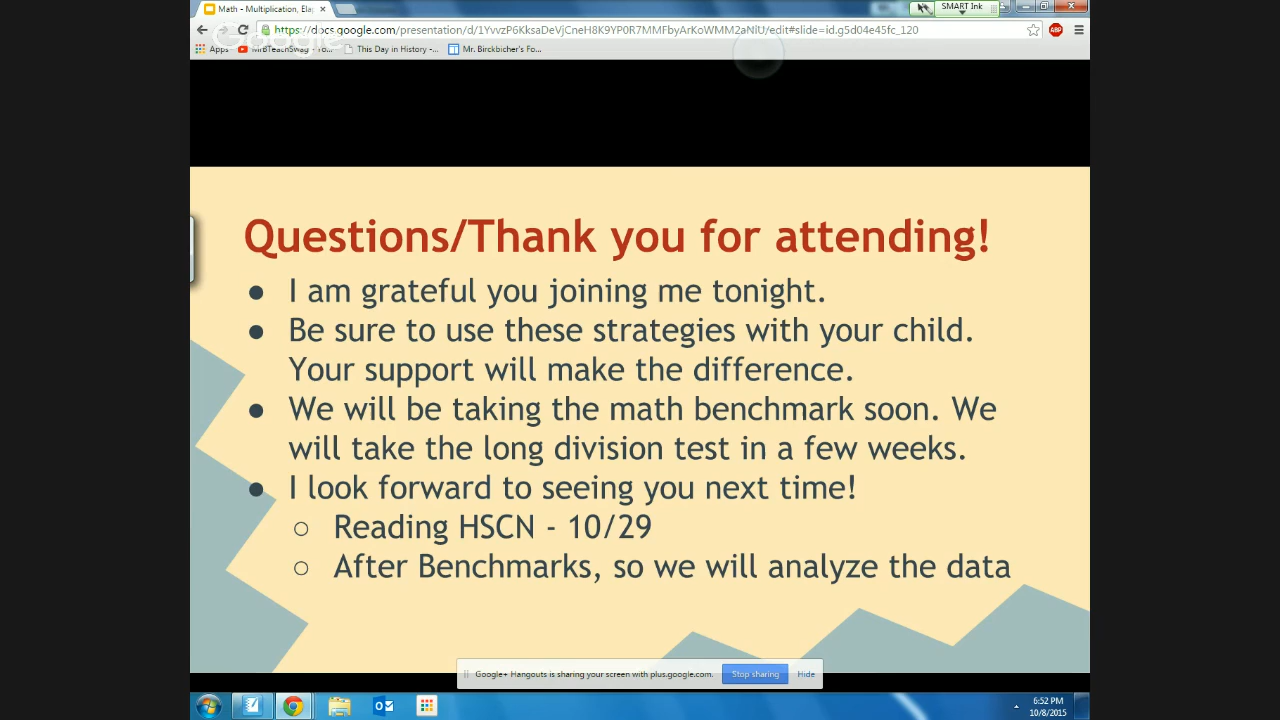 Math - Multiplication, Ela
SMART Ink
https://docs.google.com/presentation/d/1YvvzP6KksaDeVjCneH8K9YP0R7MMFbyArKoWMM2aNlU/edit#slide=id.g5d04e45fc_120
ABP
Google
Apps MrBTeachSwag - You... This Day in History -... Mr. Birckbicher's Fo...
Questions/Thank you for attending!
● I am grateful you joining me tonight.
● Be sure to use these strategies with your child.
Your support will make the difference.
● We will be taking the math benchmark soon. We
will take the long division test in a few weeks.
● I look forward to seeing you next time!
○ Reading HSCN - 10/29
○ After Benchmarks, so we will analyze the data
Google+ Hangouts is sharing your screen with plus.google.com. Stop sharing Hide
6:52 PM
10/8/2015